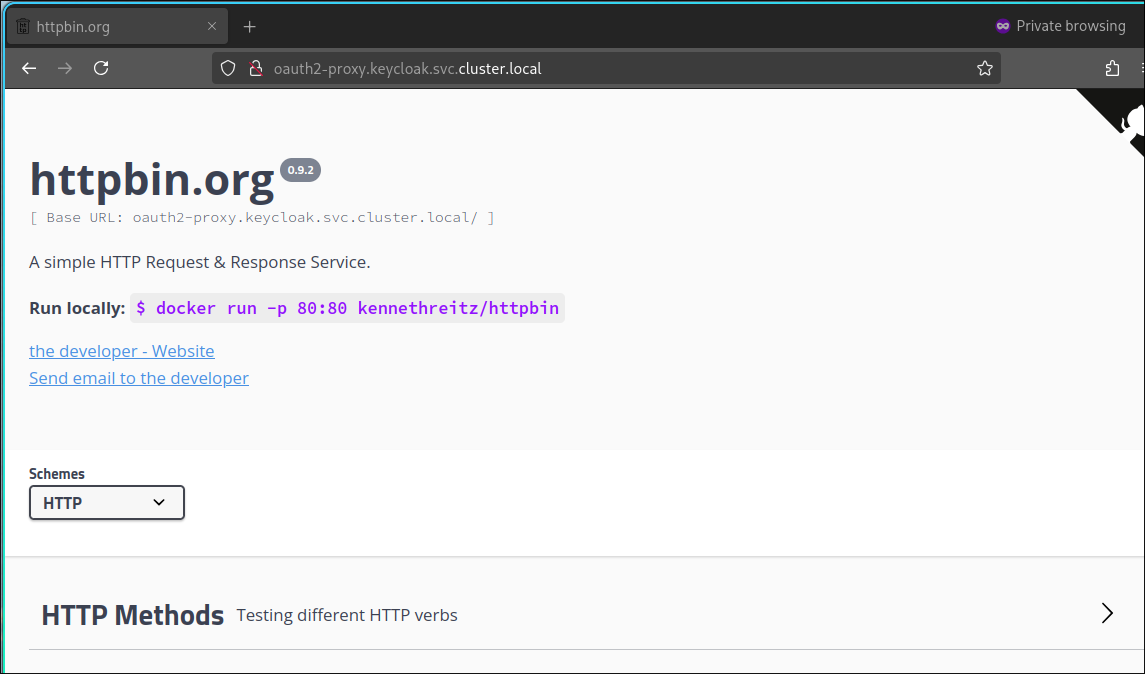 httpbin.org
Private browsing
oauth2-proxy.keycloak.svc.cluster.local
httpbin.org 0.9.2
[ Base URL: oauth2-proxy.keycloak.svc.cluster.local/ ]
A simple HTTP Request & Response Service.
Run locally: $ docker run -p 80:80 kennethreitz/httpbin
the developer - Website
Send email to the developer
Schemes
HTTP
HTTP Methods Testing different HTTP verbs